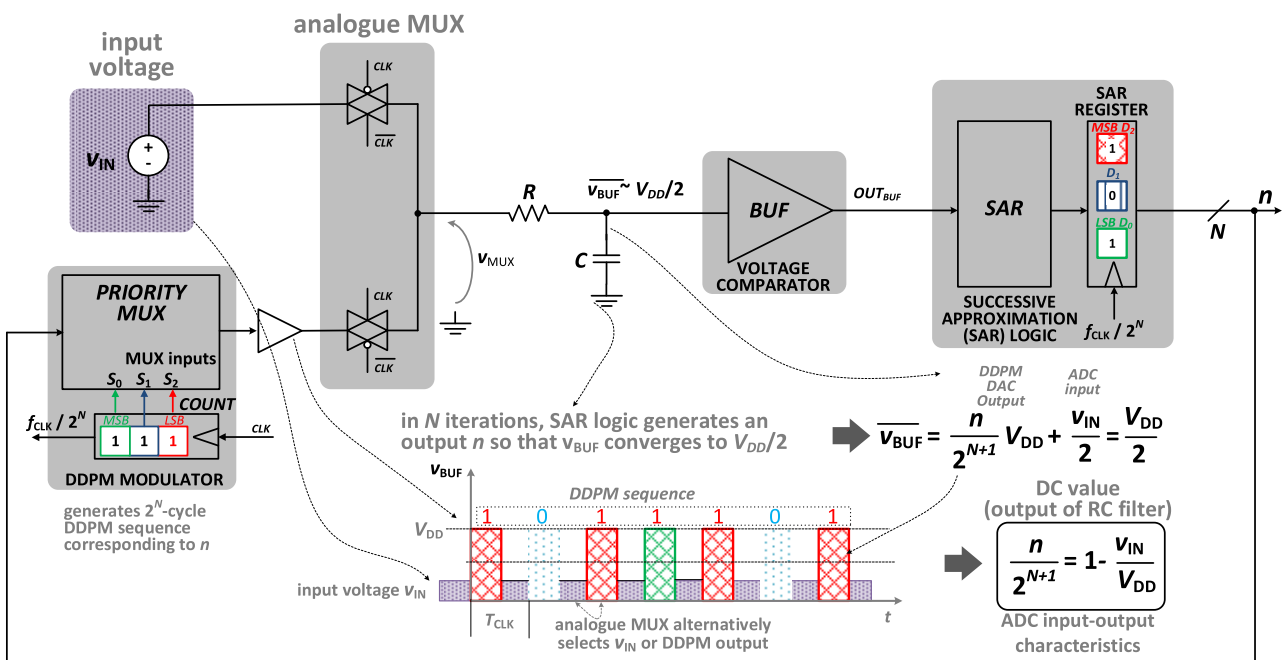 analogue MUX
input
voltage
CLK
CLK
v_IN
+
-
R
v_BUF ~ V_DD/2
C
v_MUX
BUF
VOLTAGE
COMPARATOR
OUT_BUF
SAR
SUCCESSIVE
APPROXIMATION
(SAR) LOGIC
SAR
REGISTER
MSB D_2
1
D_1
0
LSB D_0
1
f_CLK / 2^N
N
n
PRIORITY
MUX
MUX inputs
S_0 S_1 S_2
COUNT
MSB LSB
1 1 1
f_CLK / 2^N
CLK
DDPM MODULATOR
generates 2^N-cycle
DDPM sequence
corresponding to n
CLK
CLK
in N iterations, SAR logic generates an
output n so that v_BUF converges to V_DD/2
DDPM
DAC
Output
ADC
input
v_BUF = n/2^(N+1) V_DD + v_IN/2 = V_DD/2
v_BUF
DDPM sequence
1 0 1 1 1 0 1
V_DD
input voltage v_IN
T_CLK
t
analogue MUX alternatively
selects v_IN or DDPM output
DC value
(output of RC filter)
n/2^(N+1) = 1- v_IN/V_DD
ADC input-output
characteristics